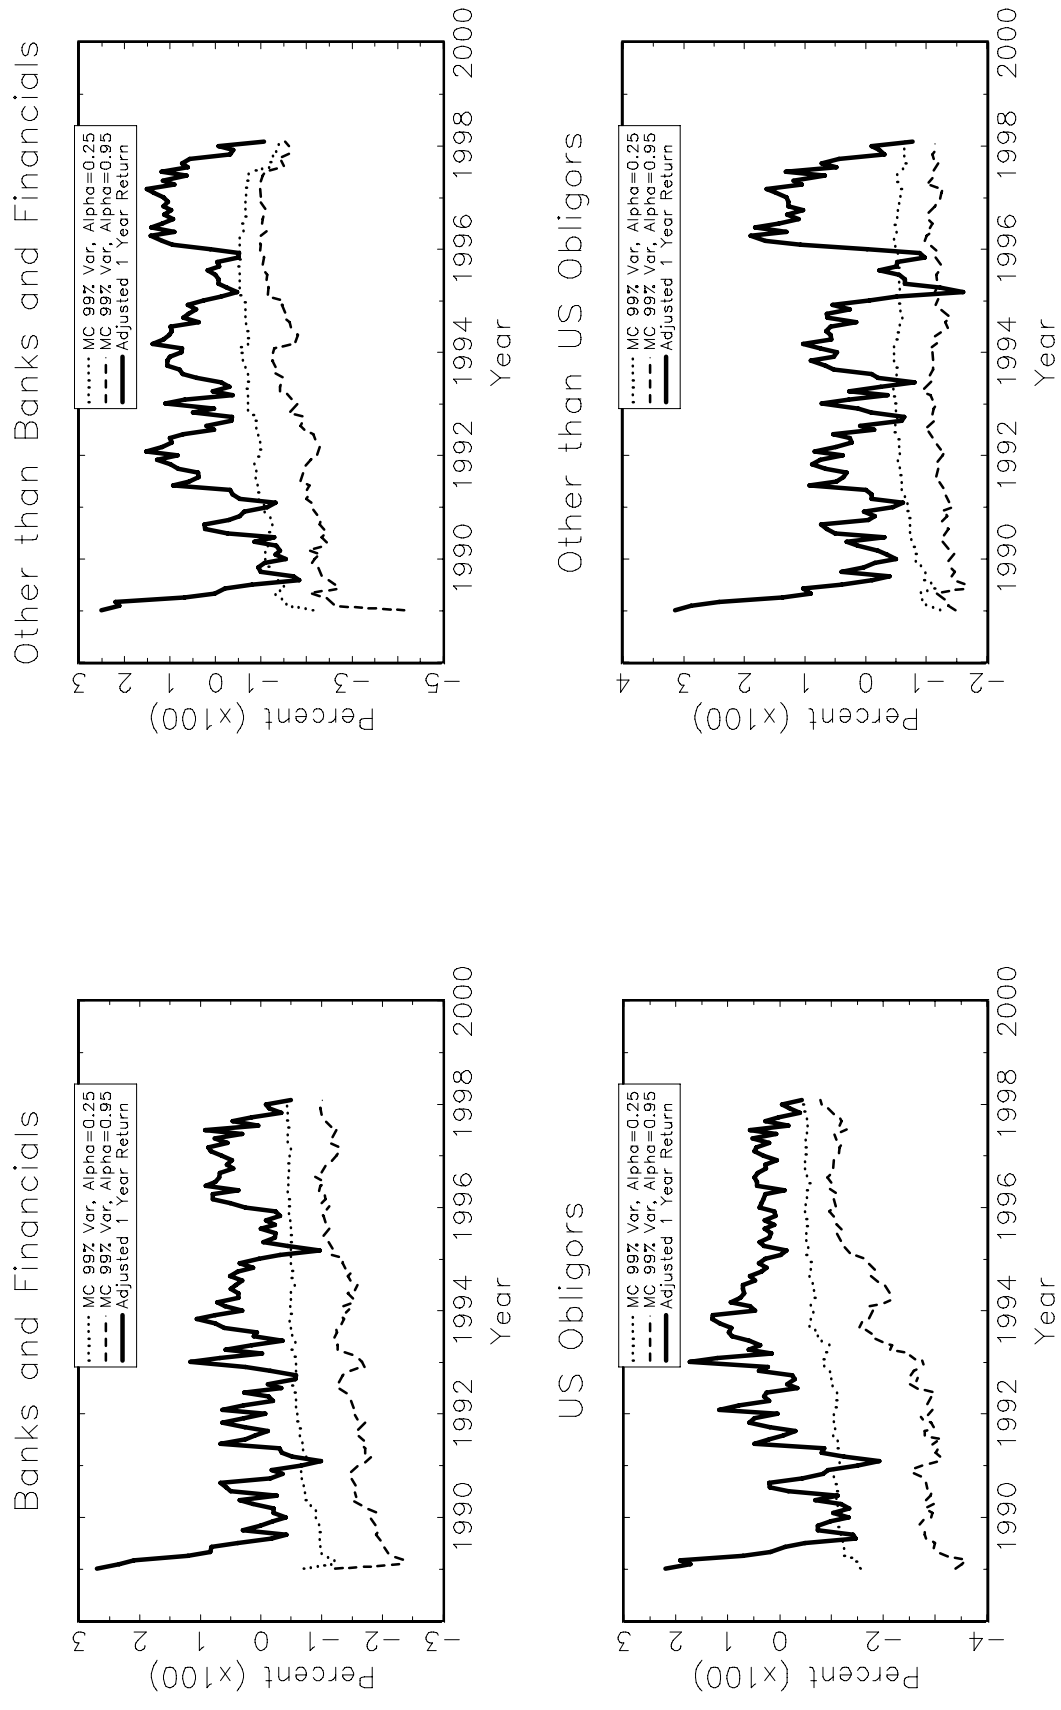 Banks and Financials
MC 99% Var, Alpha=0.25
MC 99% Var, Alpha=0.95
Adjusted 1 Year Return
Percent (x100)
3
2
1
0
-1
-2
-3
1990 1992 1994 1996 1998 2000
Year
Other than Banks and Financials
MC 99% Var, Alpha=0.25
MC 99% Var, Alpha=0.95
Adjusted 1 Year Return
Percent (x100)
3
2
1
0
-1
-3
-5
1990 1992 1994 1996 1998 2000
Year
US Obligors
MC 99% Var, Alpha=0.25
MC 99% Var, Alpha=0.95
Adjusted 1 Year Return
Percent (x100)
3
2
1
0
-2
-4
1990 1992 1994 1996 1998 2000
Year
Other than US Obligors
MC 99% Var, Alpha=0.25
MC 99% Var, Alpha=0.95
Adjusted 1 Year Return
Percent (x100)
4
3
2
1
0
-1
-2
1990 1992 1994 1996 1998 2000
Year